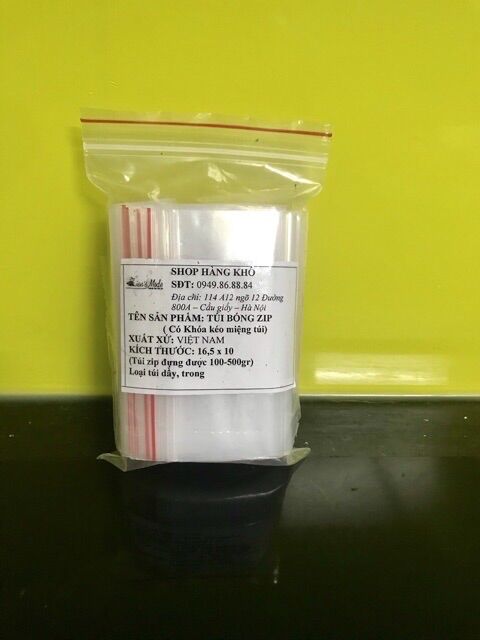 SHOP HÀNG KHÔ
SĐT: 0949.86.88.84
Địa chỉ: 114 A12 ngõ 12 Đường
800A – Cầu giấy – Hà Nội
TÊN SẢN PHẨM: TÚI BÓNG ZIP
( Có Khóa kéo miệng túi)
XUẤT XỨ: VIỆT NAM
KÍCH THƯỚC: 16,5 x 10
(Túi zip đựng được 100-500gr)
Loại túi dầy, trong